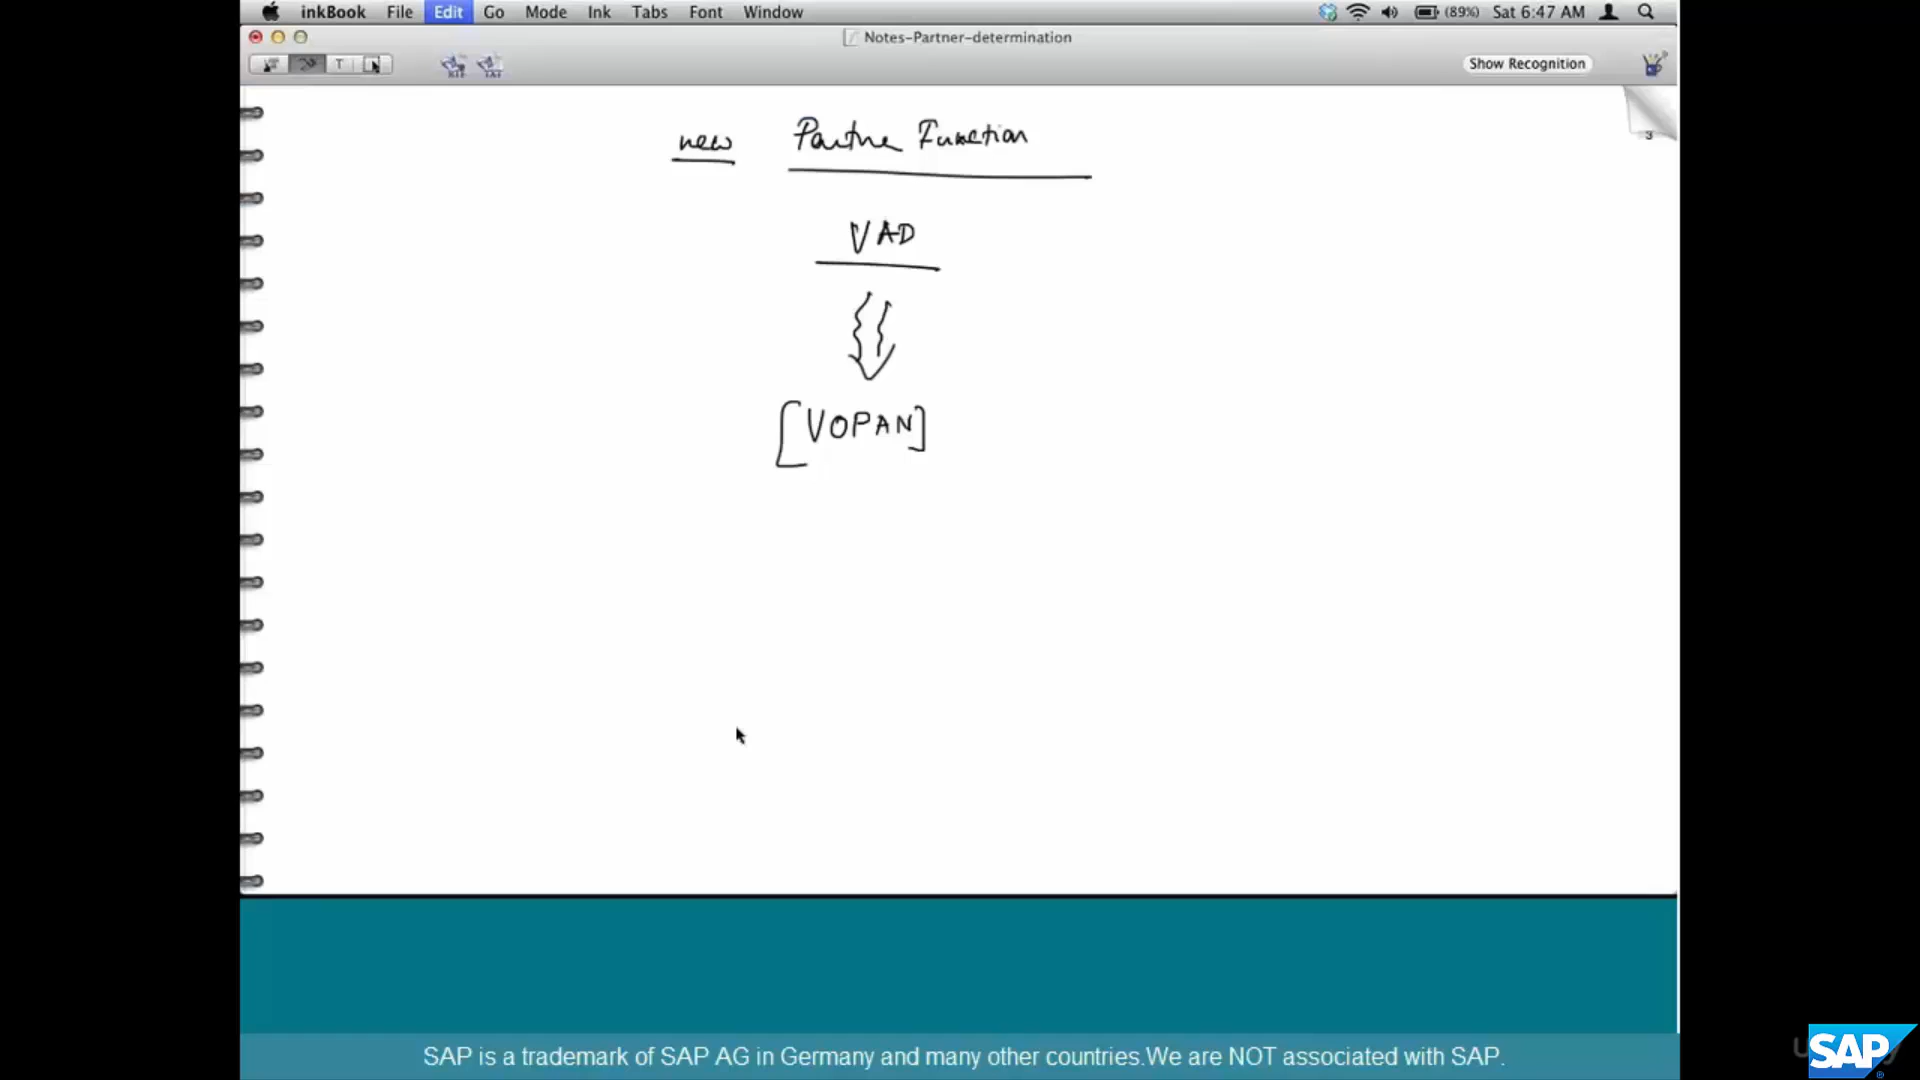 inkBook File Edit Go Mode Ink Tabs Font Window (89%) Sat 6:47 AM
Notes-Partner-determination
T Show Recognition
3
new Partne Function
VAD
[VOPAN]
SAP is a trademark of SAP AG in Germany and many other countries.We are NOT associated with SAP.
SAP